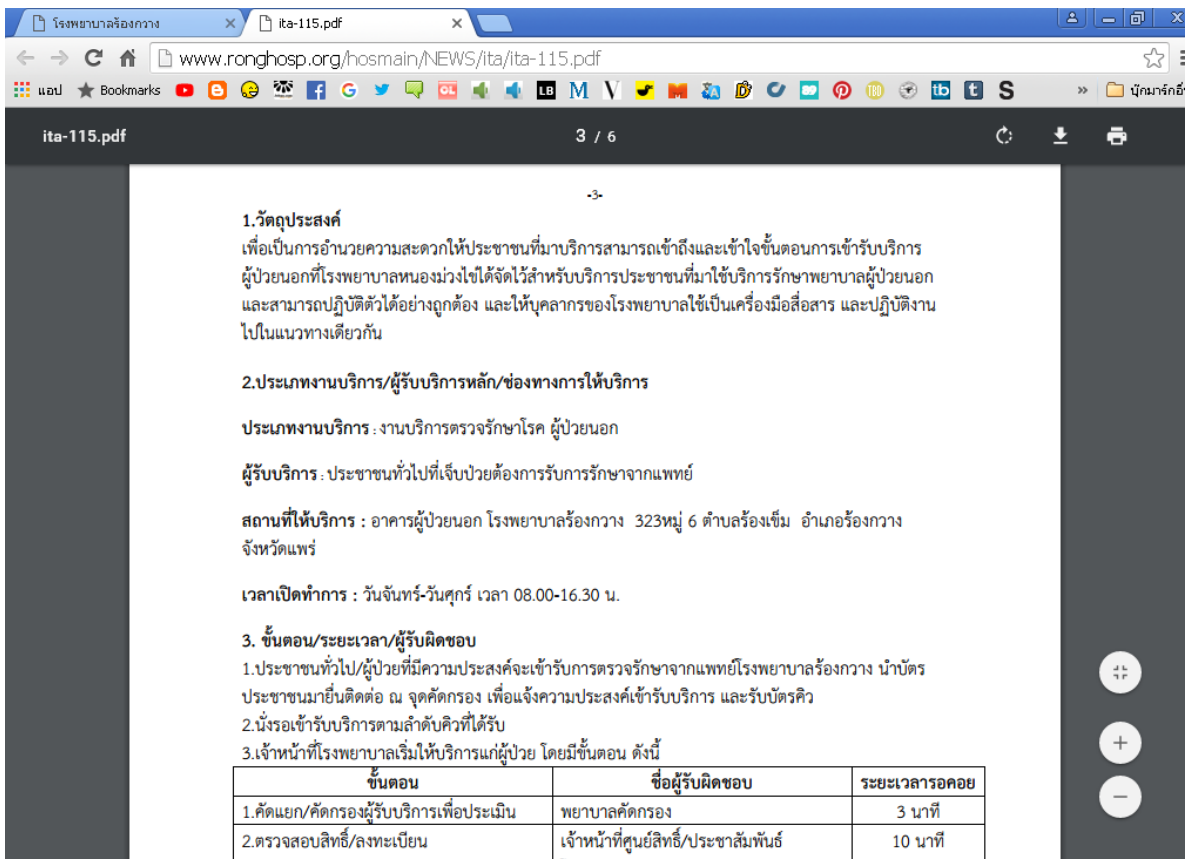 โรงพยาบาลร้องกวาง
ita-115.pdf
www.ronghosp.org/hosmain/NEWS/ita/ita-115.pdf
แอป Bookmarks
ita-115.pdf 3 / 6
-3-
1.วัตถุประสงค์
เพื่อเป็นการอำนวยความสะดวกให้ประชาชนที่มาบริการสามารถเข้าถึงและเข้าใจขั้นตอนการเข้ารับบริการ
ผู้ป่วยนอกที่โรงพยาบาลหนองม่วงไข่ได้จัดไว้สำหรับบริการประชาชนที่มาใช้บริการรักษาพยาบาลผู้ป่วยนอก
และสามารถปฏิบัติตัวได้อย่างถูกต้อง และให้บุคลากรของโรงพยาบาลใช้เป็นเครื่องมือสื่อสาร และปฏิบัติงาน
ไปในแนวทางเดียวกัน
2.ประเภทงานบริการ/ผู้รับบริการหลัก/ช่องทางการให้บริการ
ประเภทงานบริการ : งานบริการตรวจรักษาโรค ผู้ป่วยนอก
ผู้รับบริการ : ประชาชนทั่วไปที่เจ็บป่วยต้องการรับการรักษาจากแพทย์
สถานที่ให้บริการ : อาคารผู้ป่วยนอก โรงพยาบาลร้องกวาง 323หมู่ 6 ตำบลร้องเข็ม อำเภอร้องกวาง
จังหวัดแพร่
เวลาเปิดทำการ : วันจันทร์-วันศุกร์ เวลา 08.00-16.30 น.
3. ขั้นตอน/ระยะเวลา/ผู้รับผิดชอบ
1.ประชาชนทั่วไป/ผู้ป่วยที่มีความประสงค์จะเข้ารับการตรวจรักษาจากแพทย์โรงพยาบาลร้องกวาง นำบัตร
ประชาชนมายื่นติดต่อ ณ จุดคัดกรอง เพื่อแจ้งความประสงค์เข้ารับบริการ และรับบัตรคิว
2.นั่งรอเข้ารับบริการตามลำดับคิวที่ได้รับ
3.เจ้าหน้าที่โรงพยาบาลเริ่มให้บริการแก่ผู้ป่วย โดยมีขั้นตอน ดังนี้
ขั้นตอน ชื่อผู้รับผิดชอบ ระยะเวลารอคอย
1.คัดแยก/คัดกรองผู้รับบริการเพื่อประเมิน พยาบาลคัดกรอง 3 นาที
2.ตรวจสอบสิทธิ์/ลงทะเบียน เจ้าหน้าที่ศูนย์สิทธิ์/ประชาสัมพันธ์ 10 นาที